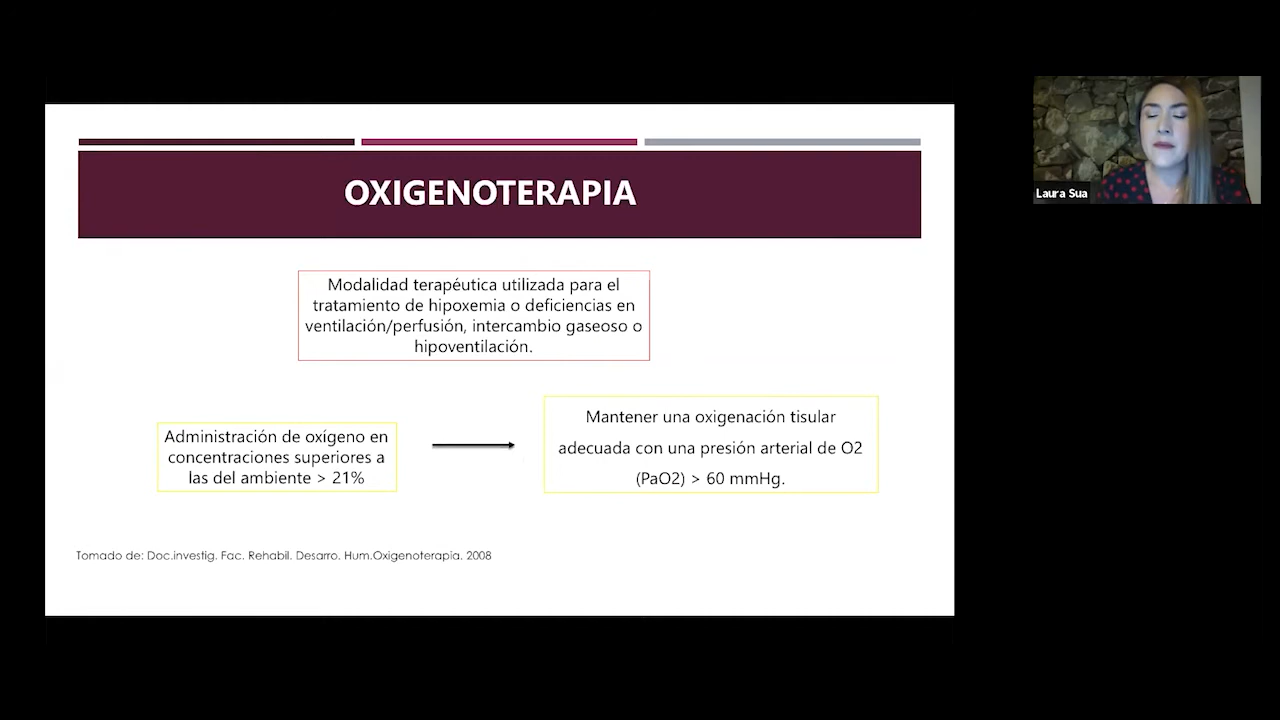 OXIGENOTERAPIA
Modalidad terapéutica utilizada para el
tratamiento de hipoxemia o deficiencias en
ventilación/perfusión, intercambio gaseoso o
hipoventilación.
Administración de oxígeno en
concentraciones superiores a
las del ambiente > 21%
Mantener una oxigenación tisular
adecuada con una presión arterial de O2
(PaO2) > 60 mmHg.
Tomado de: Doc.investig. Fac. Rehabil. Desarro. Hum.Oxigenoterapia. 2008
Laura Sua